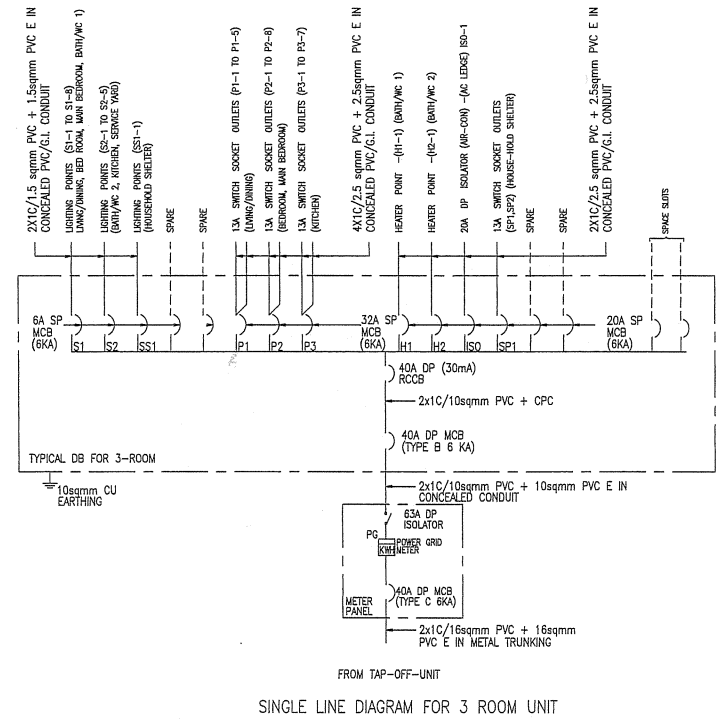 2X1C/1.5 sqmm PVC + 1.5sqmm PVC E IN
CONCEALED PVC/G.I. CONDUIT
LIGHTING POINTS (S1-1 TO S1-8)
LIVING/DINING, BED ROOM, MAIN BEDROOM, BATH/WC 1)
LIGHTING POINTS (S2-1 TO S2-5)
(BATH/WC 2, KITCHEN, SERVICE YARD)
LIGHTING POINTS (SS1-1)
(HOUSEHOLD SHELTER)
SPARE
SPARE
13A SWITCH SOCKET OUTLETS (P1-1 TO P1-5)
(LIVING/DINING)
13A SWITCH SOCKET OUTLETS (P2-1 TO P2-8)
(BEDROOM, MAIN BEDROOM)
13A SWITCH SOCKET OUTLETS (P3-1 TO P3-7)
(KITCHEN)
4X1C/2.5 sqmm PVC + 2.5sqmm PVC E IN
CONCEALED PVC/G.I. CONDUIT
HEATER POINT -(H1-1) (BATH/WC 1)
HEATER POINT -(H2-1) (BATH/WC 2)
20A DP ISOLATOR (AIR-CON) -(AC LEDGE) ISO-1
13A SWITCH SOCKET OUTLETS
(SP1,SP2) (HOUSE-HOLD SHELTER)
SPARE
SPARE
2X1C/2.5 sqmm PVC + 2.5sqmm PVC E IN
CONCEALED PVC/G.I. CONDUIT
SPACE SLOTS
6A SP
MCB
(6KA)
S1
S2
SS1
P1
P2
P3
32A SP
MCB
(6KA)
H1
H2
ISO
SP1
20A SP
MCB
(6KA)
40A DP (30mA)
RCCB
2x1C/10sqmm PVC + CPC
40A DP MCB
(TYPE B 6 KA)
TYPICAL DB FOR 3-ROOM
10sqmm CU
EARTHING
2x1C/10sqmm PVC + 10sqmm PVC E IN
CONCEALED CONDUIT
63A DP
ISOLATOR
PG
POWER GRID
KWH METER
40A DP MCB
(TYPE C 6KA)
METER
PANEL
2x1C/16sqmm PVC + 16sqmm
PVC E IN METAL TRUNKING
FROM TAP-OFF-UNIT
SINGLE LINE DIAGRAM FOR 3 ROOM UNIT